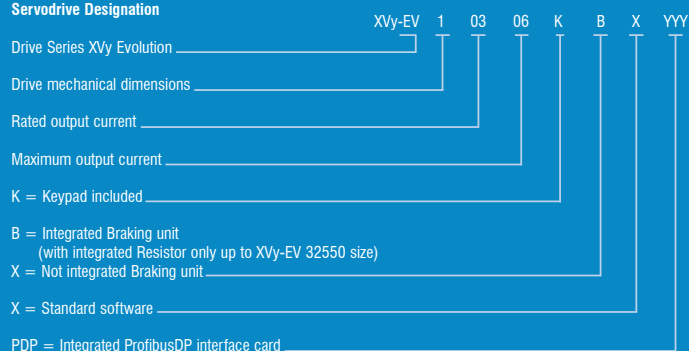 Servodrive Designation
XVy-EV 1 03 06 K B X YYY
Drive Series XVy Evolution
Drive mechanical dimensions
Rated output current
Maximum output current
K = Keypad included
B = Integrated Braking unit
(with integrated Resistor only up to XVy-EV 32550 size)
X = Not integrated Braking unit
X = Standard software
PDP = Integrated ProfibusDP interface card